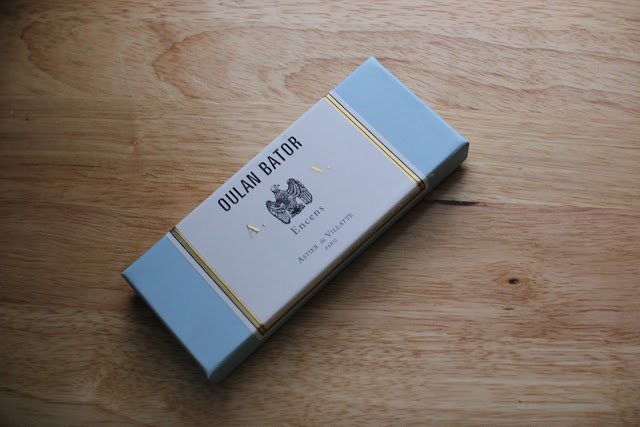 OULAN BATOR
A. V.
Encens
ASTIER de VILLATTE
PARIS